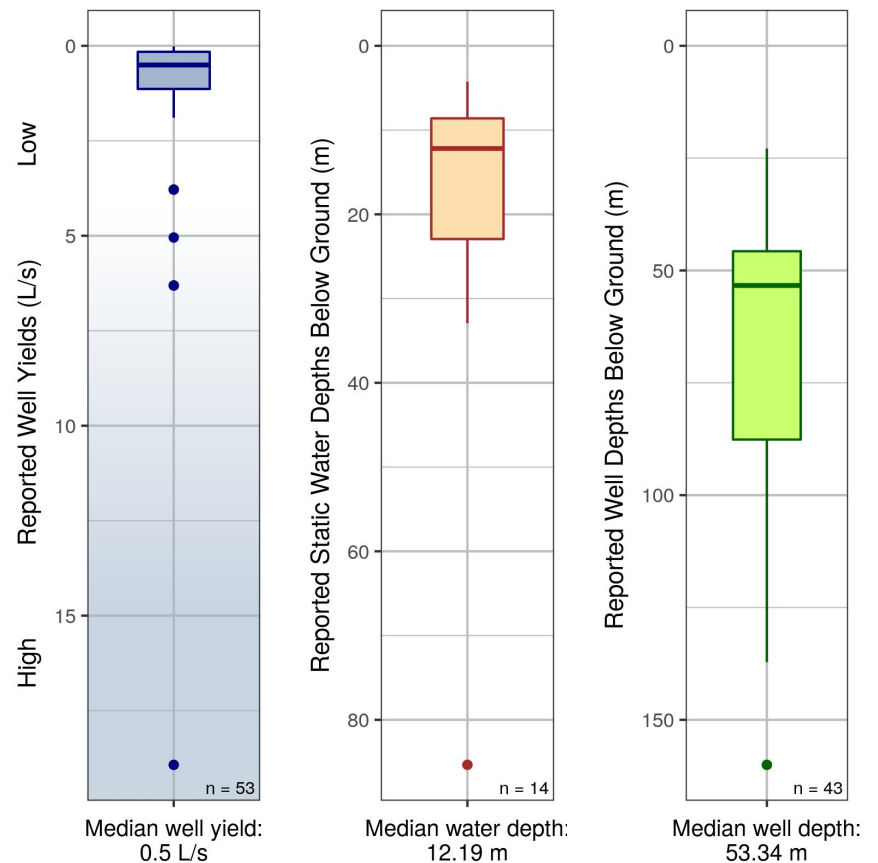 Reported Well Yields (L/s)
Low
High
0
5
10
15
n = 53
Median well yield:
0.5 L/s
Reported Static Water Depths Below Ground (m)
0
20
40
60
80
n = 14
Median water depth:
12.19 m
Reported Well Depths Below Ground (m)
0
50
100
150
n = 43
Median well depth:
53.34 m